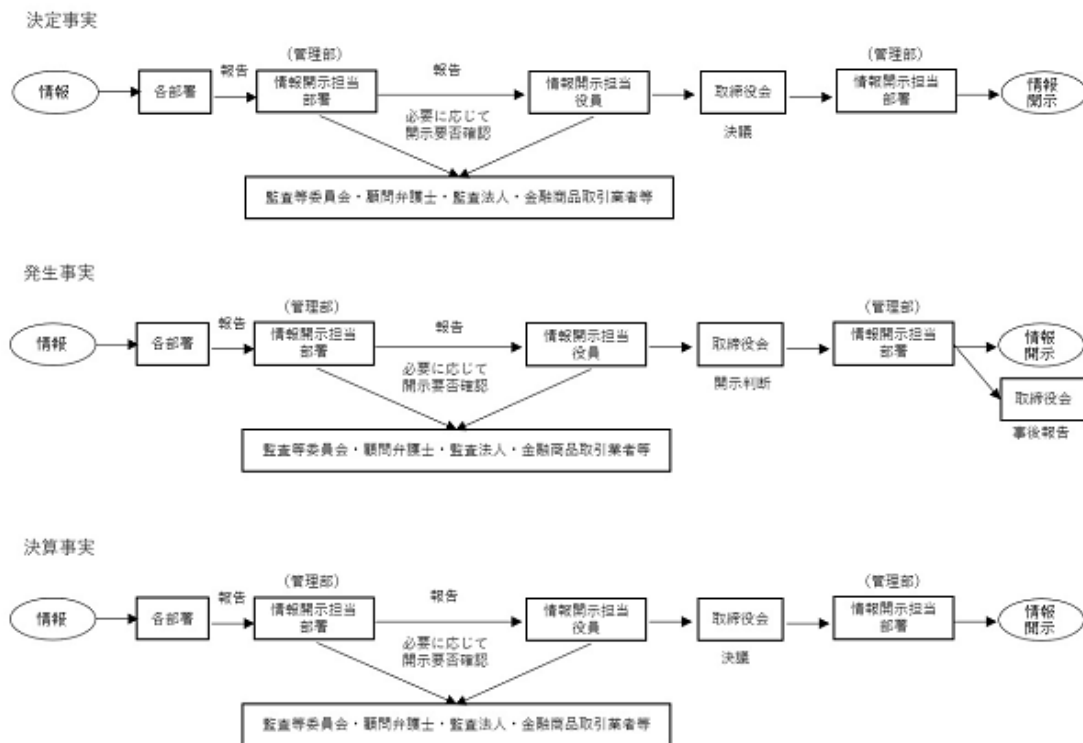 決定事実
(管理部)
(管理部)
情報
各部署
報告
情報開示担当
部署
報告
情報開示担当
役員
取締役会
情報開示担当
部署
情報
開示
必要に応じて
開示要否確認
決議
監査等委員会・顧問弁護士・監査法人・金融商品取引業者等
発生事実
(管理部)
(管理部)
情報
各部署
報告
情報開示担当
部署
報告
情報開示担当
役員
取締役会
情報開示担当
部署
情報
開示
必要に応じて
開示要否確認
開示判断
取締役会
事後報告
監査等委員会・顧問弁護士・監査法人・金融商品取引業者等
決算事実
(管理部)
(管理部)
情報
各部署
報告
情報開示担当
部署
報告
情報開示担当
役員
取締役会
情報開示担当
部署
情報
開示
必要に応じて
開示要否確認
決議
監査等委員会・顧問弁護士・監査法人・金融商品取引業者等